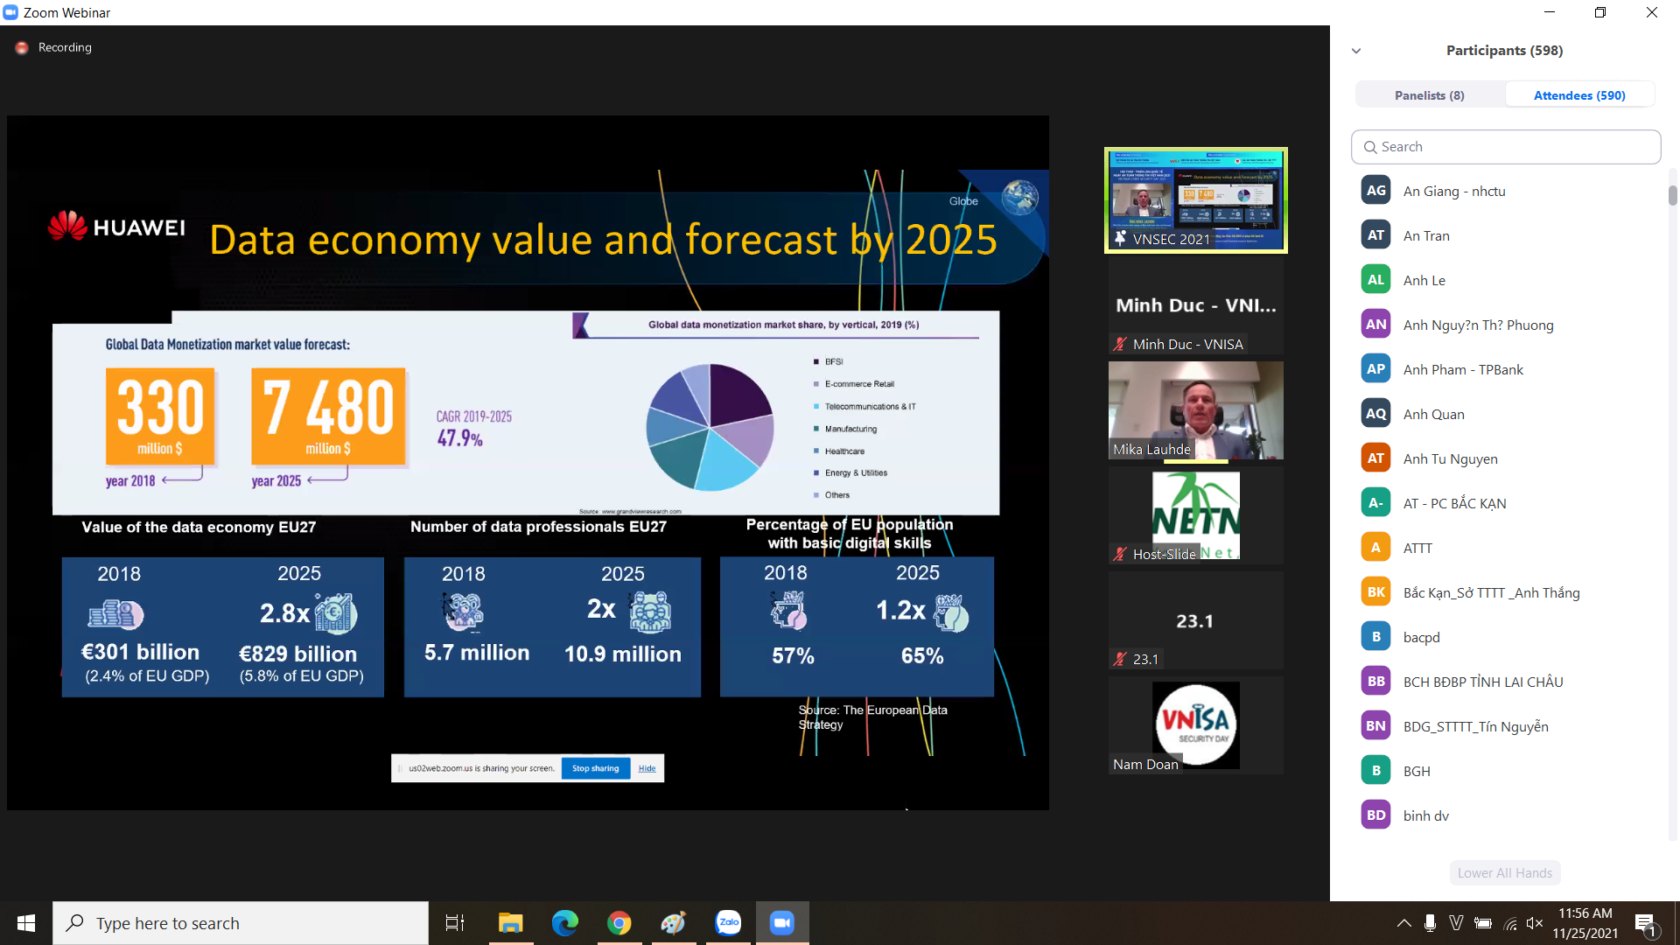 Zoom Webinar
Recording
HUAWEI
Data economy value and forecast by 2025
Globe
Global Data Monetization market value forecast:
330
million $
year 2018
7 480
million $
year 2025
CAGR 2019-2025
47.9%
Global data monetization market share, by vertical, 2019 (%)
BFSI
E-commerce Retail
Telecommunications & IT
Manufacturing
Healthcare
Energy & Utilities
Others
Source: www.grandviewresearch.com
Value of the data economy EU27
2018
2025
2.8x
€301 billion
€829 billion
(2.4% of EU GDP)
(5.8% of EU GDP)
Number of data professionals EU27
2018
2025
2x
5.7 million
10.9 million
Percentage of EU population
with basic digital skills
2018
2025
1.2x
57%
65%
Source: The European Data
Strategy
us02web.zoom.us is sharing your screen.
Stop sharing
Hide
VNSEC 2021
Minh Duc - VNI...
Minh Duc - VNISA
Mika Lauhde
NETN
Net.
Host-Slide
23.1
23.1
VNISA
SECURITY DAY
Nam Doan
Participants (598)
Panelists (8)
Attendees (590)
Search
AG An Giang - nhctu
AT An Tran
AL Anh Le
AN Anh Nguy?n Th? Phuong
AP Anh Pham - TPBank
AQ Anh Quan
AT Anh Tu Nguyen
A- AT - PC BẮC KẠN
A ATTT
BK Bắc Kạn_Sở TTTT _Anh Thắng
B bacpd
BB BCH BĐBP TỈNH LAI CHÂU
BN BDG_STTTT_Tín Nguyễn
B BGH
BD binh dv
Lower All Hands
Type here to search
Zalo
11:56 AM
11/25/2021
1